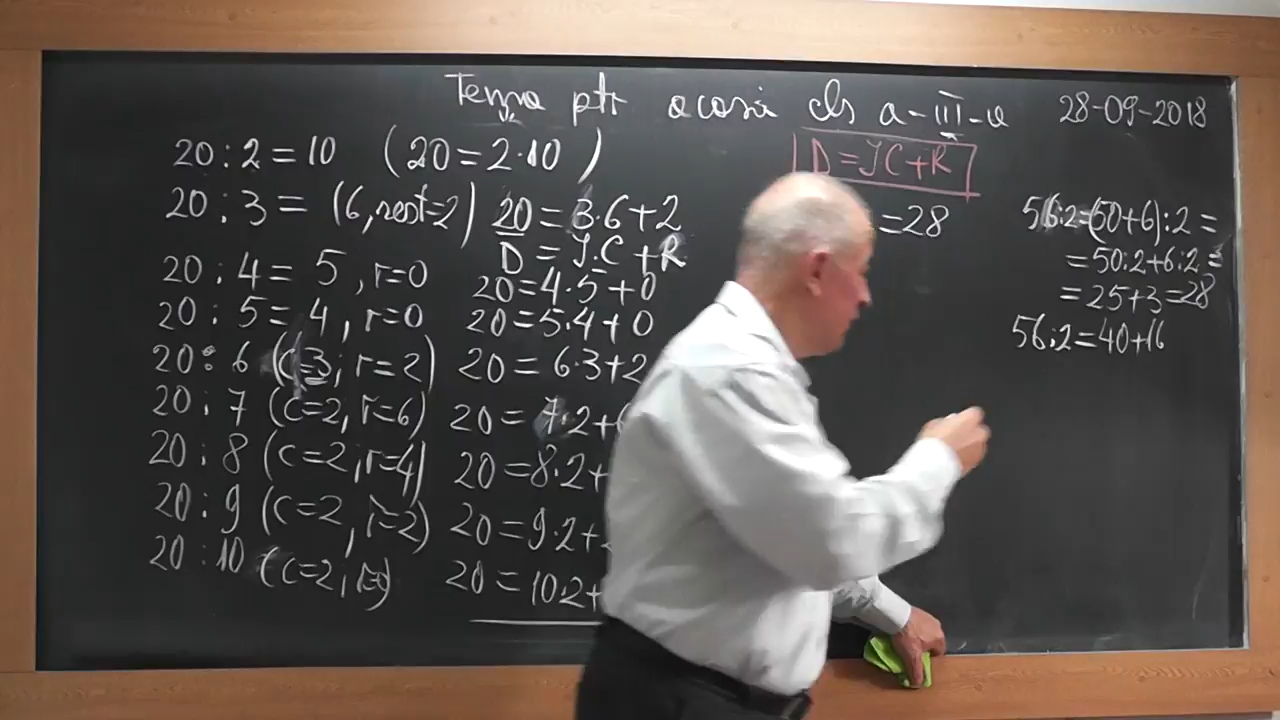 Tema ptr acasă cls a-III-a 28-09-2018
D = ÎC + R
20 : 2 = 10 (20 = 2·10)
20 : 3 = (6, rest=2) 20 = 3·6 + 2
D = Î.C + R
20 : 4 = 5, r=0 20 = 4·5 + 0
20 : 5 = 4, r=0 20 = 5·4 + 0
20 : 6 (c=3; r=2) 20 = 6·3 + 2
20 : 7 (c=2, r=6) 20 = 7·2 +
20 : 8 (c=2, r=4) 20 = 8·2 +
20 : 9 (c=2, r=2) 20 = 9·2 +
20 : 10 (c=2, r=0) 20 = 10·2 +
= 28
56:2=(50+6):2=
= 50:2+6:2=
= 25+3=28
56:2=40+16